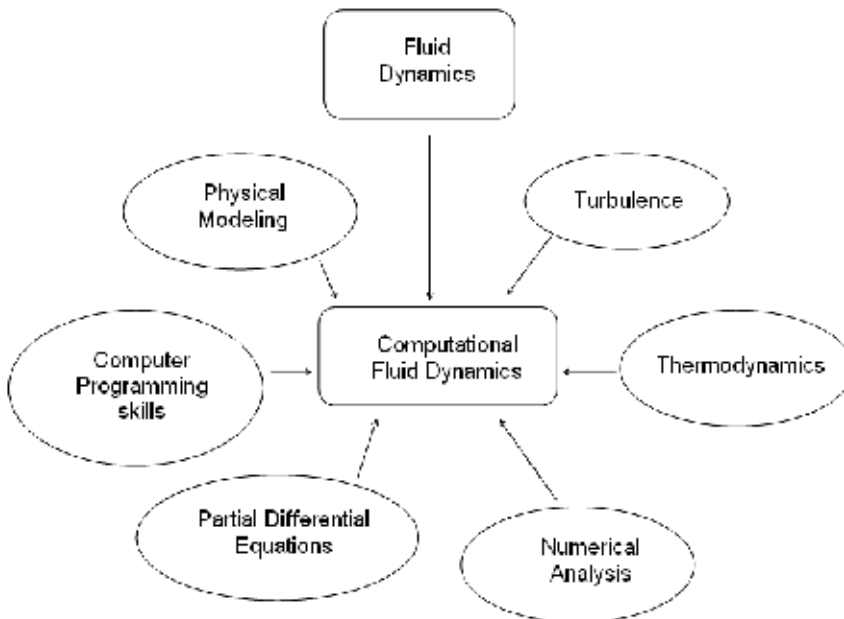 Fluid
Dynamics
Physical
Modeling
Turbulence
Computer
Programming
skills
Computational
Fluid Dynamics
Thermodynamics
Partial Differential
Equations
Numerical
Analysis